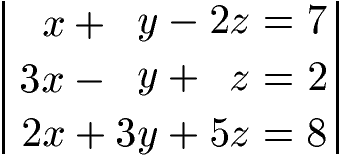 x + y − 2z = 7
3x − y + z = 2
2x + 3y + 5z = 8